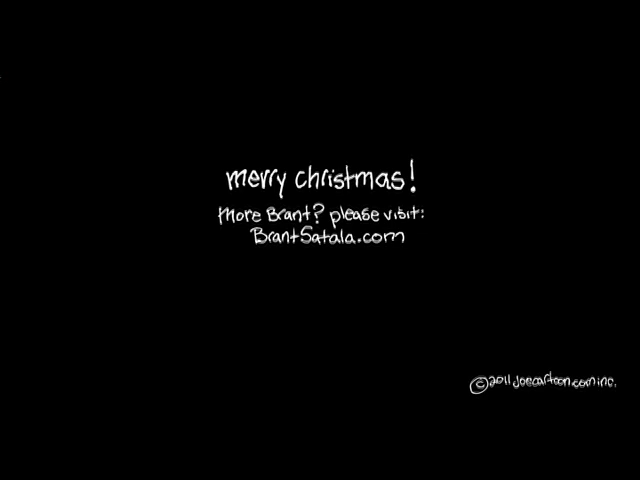 merry christmas!
more Brant? please visit:
BrantSatala.com
©2011 joecartoon.com inc.